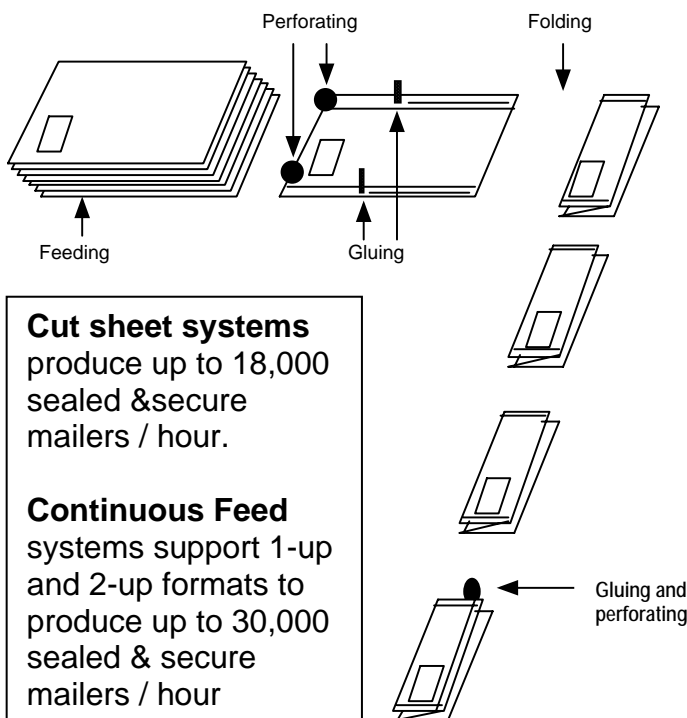 Perforating
Folding
Feeding
Gluing
Cut sheet systems
produce up to 18,000
sealed &secure
mailers / hour.
Continuous Feed
systems support 1-up
and 2-up formats to
produce up to 30,000
sealed & secure
mailers / hour
Gluing and
perforating